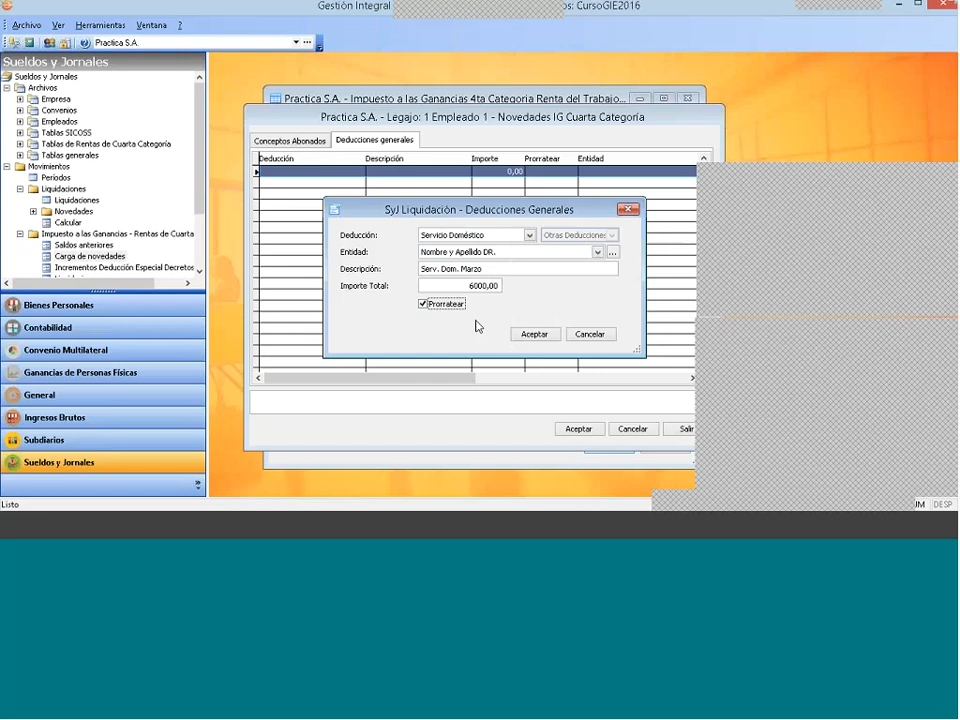 Gestión Integral
os: CursoGIE2016
Archivo Ver Herramientas Ventana ?
Practica S.A.
Sueldos y Jornales
Sueldos y Jornales
Archivos
Empresa
Convenios
Empleados
Tablas SICOSS
Tablas de Rentas de Cuarta Categoría
Tablas generales
Movimientos
Periodos
Liquidaciones
Liquidaciones
Novedades
Calcular
Impuesto a las Ganancias - Rentas de Cuarta
Saldos anteriores
Carga de novedades
Incrementos Deducción Especial Decretos
Bienes Personales
Contabilidad
Convenio Multilateral
Ganancias de Personas Físicas
General
Ingresos Brutos
Subdiarios
Sueldos y Jornales
Listo
Practica S.A. - Impuesto a las Ganancias 4ta Categoria Renta del Trabajo...
Practica S.A. - Legajo: 1 Empleado 1 - Novedades IG Cuarta Categoría
Conceptos Abonados Deducciones generales
Deducción Descripción Importe Prorratear Entidad
0,00
SyJ Liquidación - Deducciones Generales
Deducción: Servicio Doméstico Otras Deducciones
Entidad: Nombre y Apellido DR. ...
Descripción: Serv. Dom. Marzo
Importe Total: 6000,00
Prorratear
Aceptar Cancelar
Aceptar Cancelar Salir
DESP